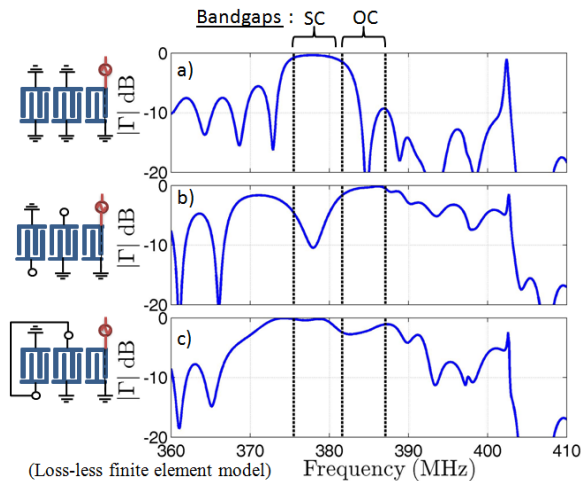 Bandgaps : SC OC
|Γ| dB
a)
0
-10
-20
|Γ| dB
b)
0
-10
-20
|Γ| dB
c)
0
-10
-20
360 370 380 390 400 410
(Loss-less finite element model) Frequency (MHz)